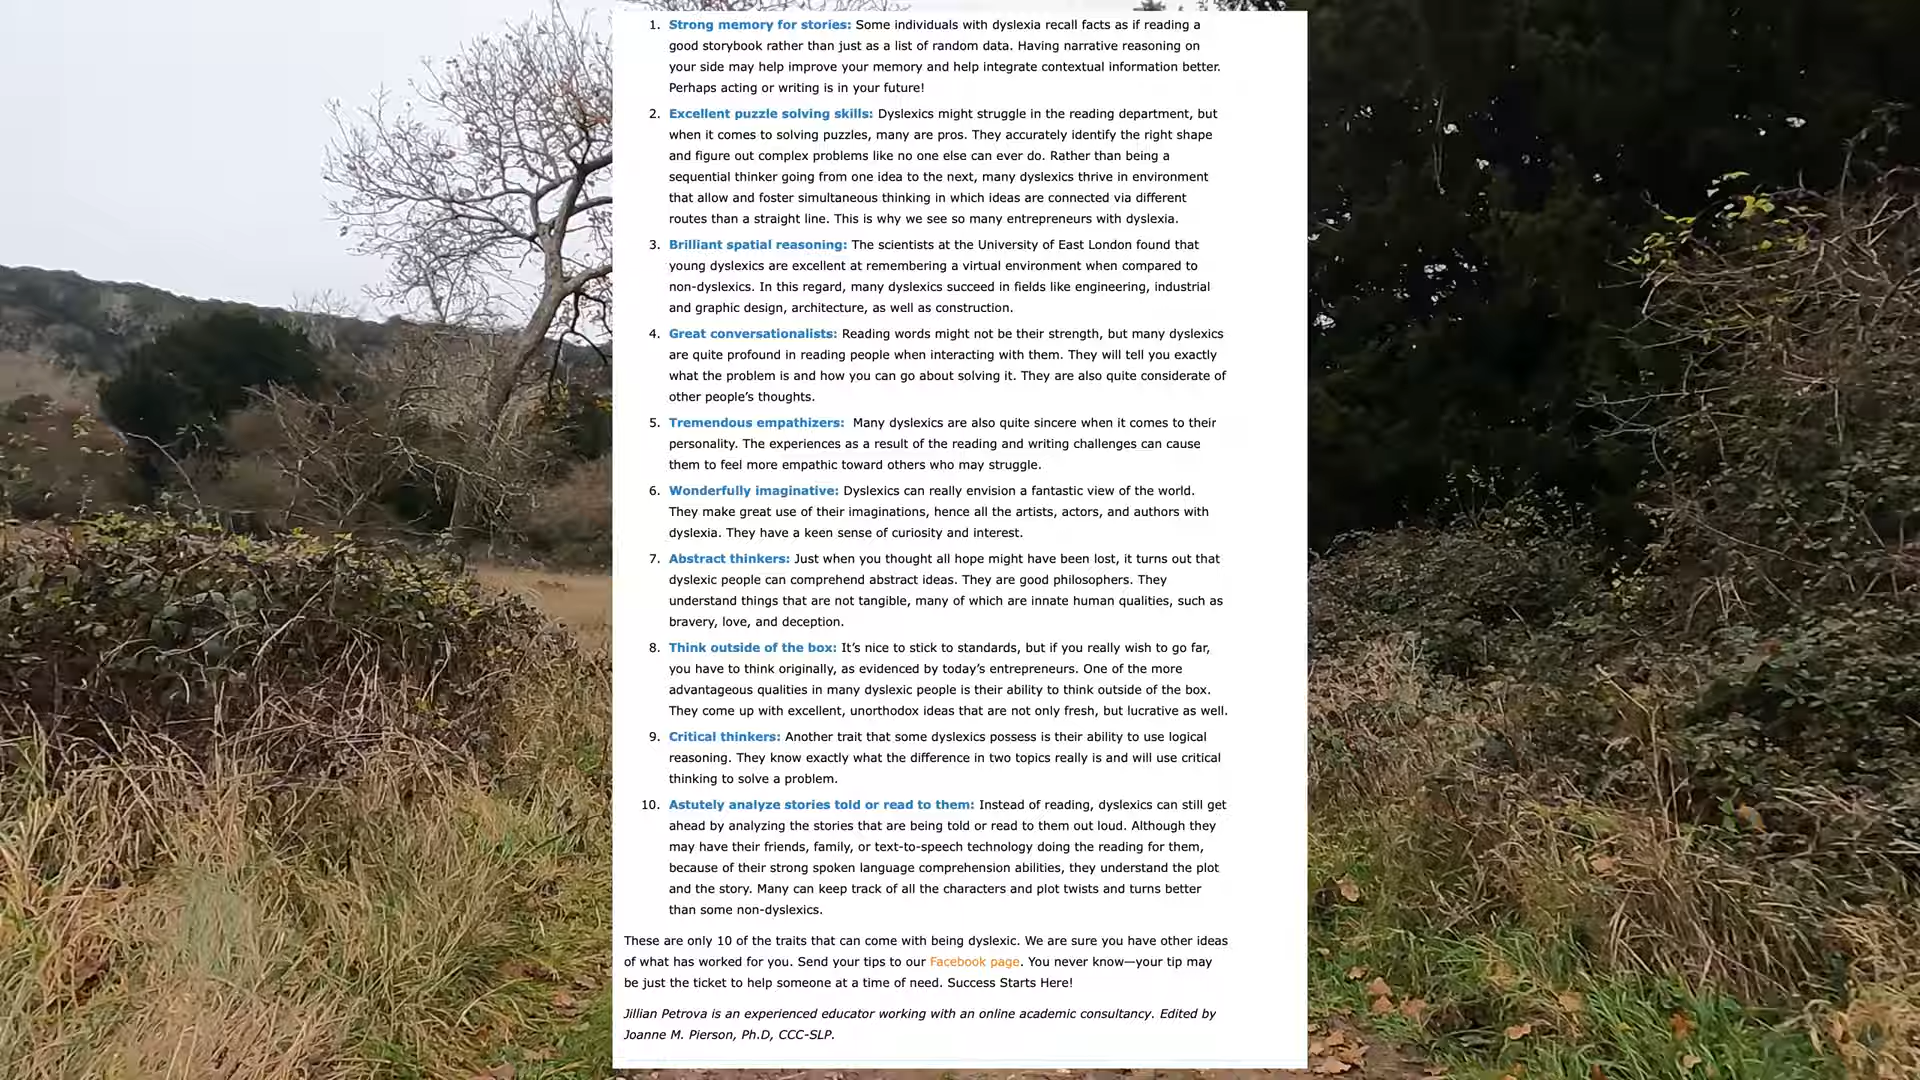 1. Strong memory for stories: Some individuals with dyslexia recall facts as if reading a
good storybook rather than just as a list of random data. Having narrative reasoning on
your side may help improve your memory and help integrate contextual information better.
Perhaps acting or writing is in your future!
2. Excellent puzzle solving skills: Dyslexics might struggle in the reading department, but
when it comes to solving puzzles, many are pros. They accurately identify the right shape
and figure out complex problems like no one else can ever do. Rather than being a
sequential thinker going from one idea to the next, many dyslexics thrive in environment
that allow and foster simultaneous thinking in which ideas are connected via different
routes than a straight line. This is why we see so many entrepreneurs with dyslexia.
3. Brilliant spatial reasoning: The scientists at the University of East London found that
young dyslexics are excellent at remembering a virtual environment when compared to
non-dyslexics. In this regard, many dyslexics succeed in fields like engineering, industrial
and graphic design, architecture, as well as construction.
4. Great conversationalists: Reading words might not be their strength, but many dyslexics
are quite profound in reading people when interacting with them. They will tell you exactly
what the problem is and how you can go about solving it. They are also quite considerate of
other people’s thoughts.
5. Tremendous empathizers: Many dyslexics are also quite sincere when it comes to their
personality. The experiences as a result of the reading and writing challenges can cause
them to feel more empathic toward others who may struggle.
6. Wonderfully imaginative: Dyslexics can really envision a fantastic view of the world.
They make great use of their imaginations, hence all the artists, actors, and authors with
dyslexia. They have a keen sense of curiosity and interest.
7. Abstract thinkers: Just when you thought all hope might have been lost, it turns out that
dyslexic people can comprehend abstract ideas. They are good philosophers. They
understand things that are not tangible, many of which are innate human qualities, such as
bravery, love, and deception.
8. Think outside of the box: It’s nice to stick to standards, but if you really wish to go far,
you have to think originally, as evidenced by today’s entrepreneurs. One of the more
advantageous qualities in many dyslexic people is their ability to think outside of the box.
They come up with excellent, unorthodox ideas that are not only fresh, but lucrative as well.
9. Critical thinkers: Another trait that some dyslexics possess is their ability to use logical
reasoning. They know exactly what the difference in two topics really is and will use critical
thinking to solve a problem.
10. Astutely analyze stories told or read to them: Instead of reading, dyslexics can still get
ahead by analyzing the stories that are being told or read to them out loud. Although they
may have their friends, family, or text-to-speech technology doing the reading for them,
because of their strong spoken language comprehension abilities, they understand the plot
and the story. Many can keep track of all the characters and plot twists and turns better
than some non-dyslexics.
These are only 10 of the traits that can come with being dyslexic. We are sure you have other ideas
of what has worked for you. Send your tips to our Facebook page. You never know—your tip may
be just the ticket to help someone at a time of need. Success Starts Here!
Jillian Petrova is an experienced educator working with an online academic consultancy. Edited by
Joanne M. Pierson, Ph.D, CCC-SLP.